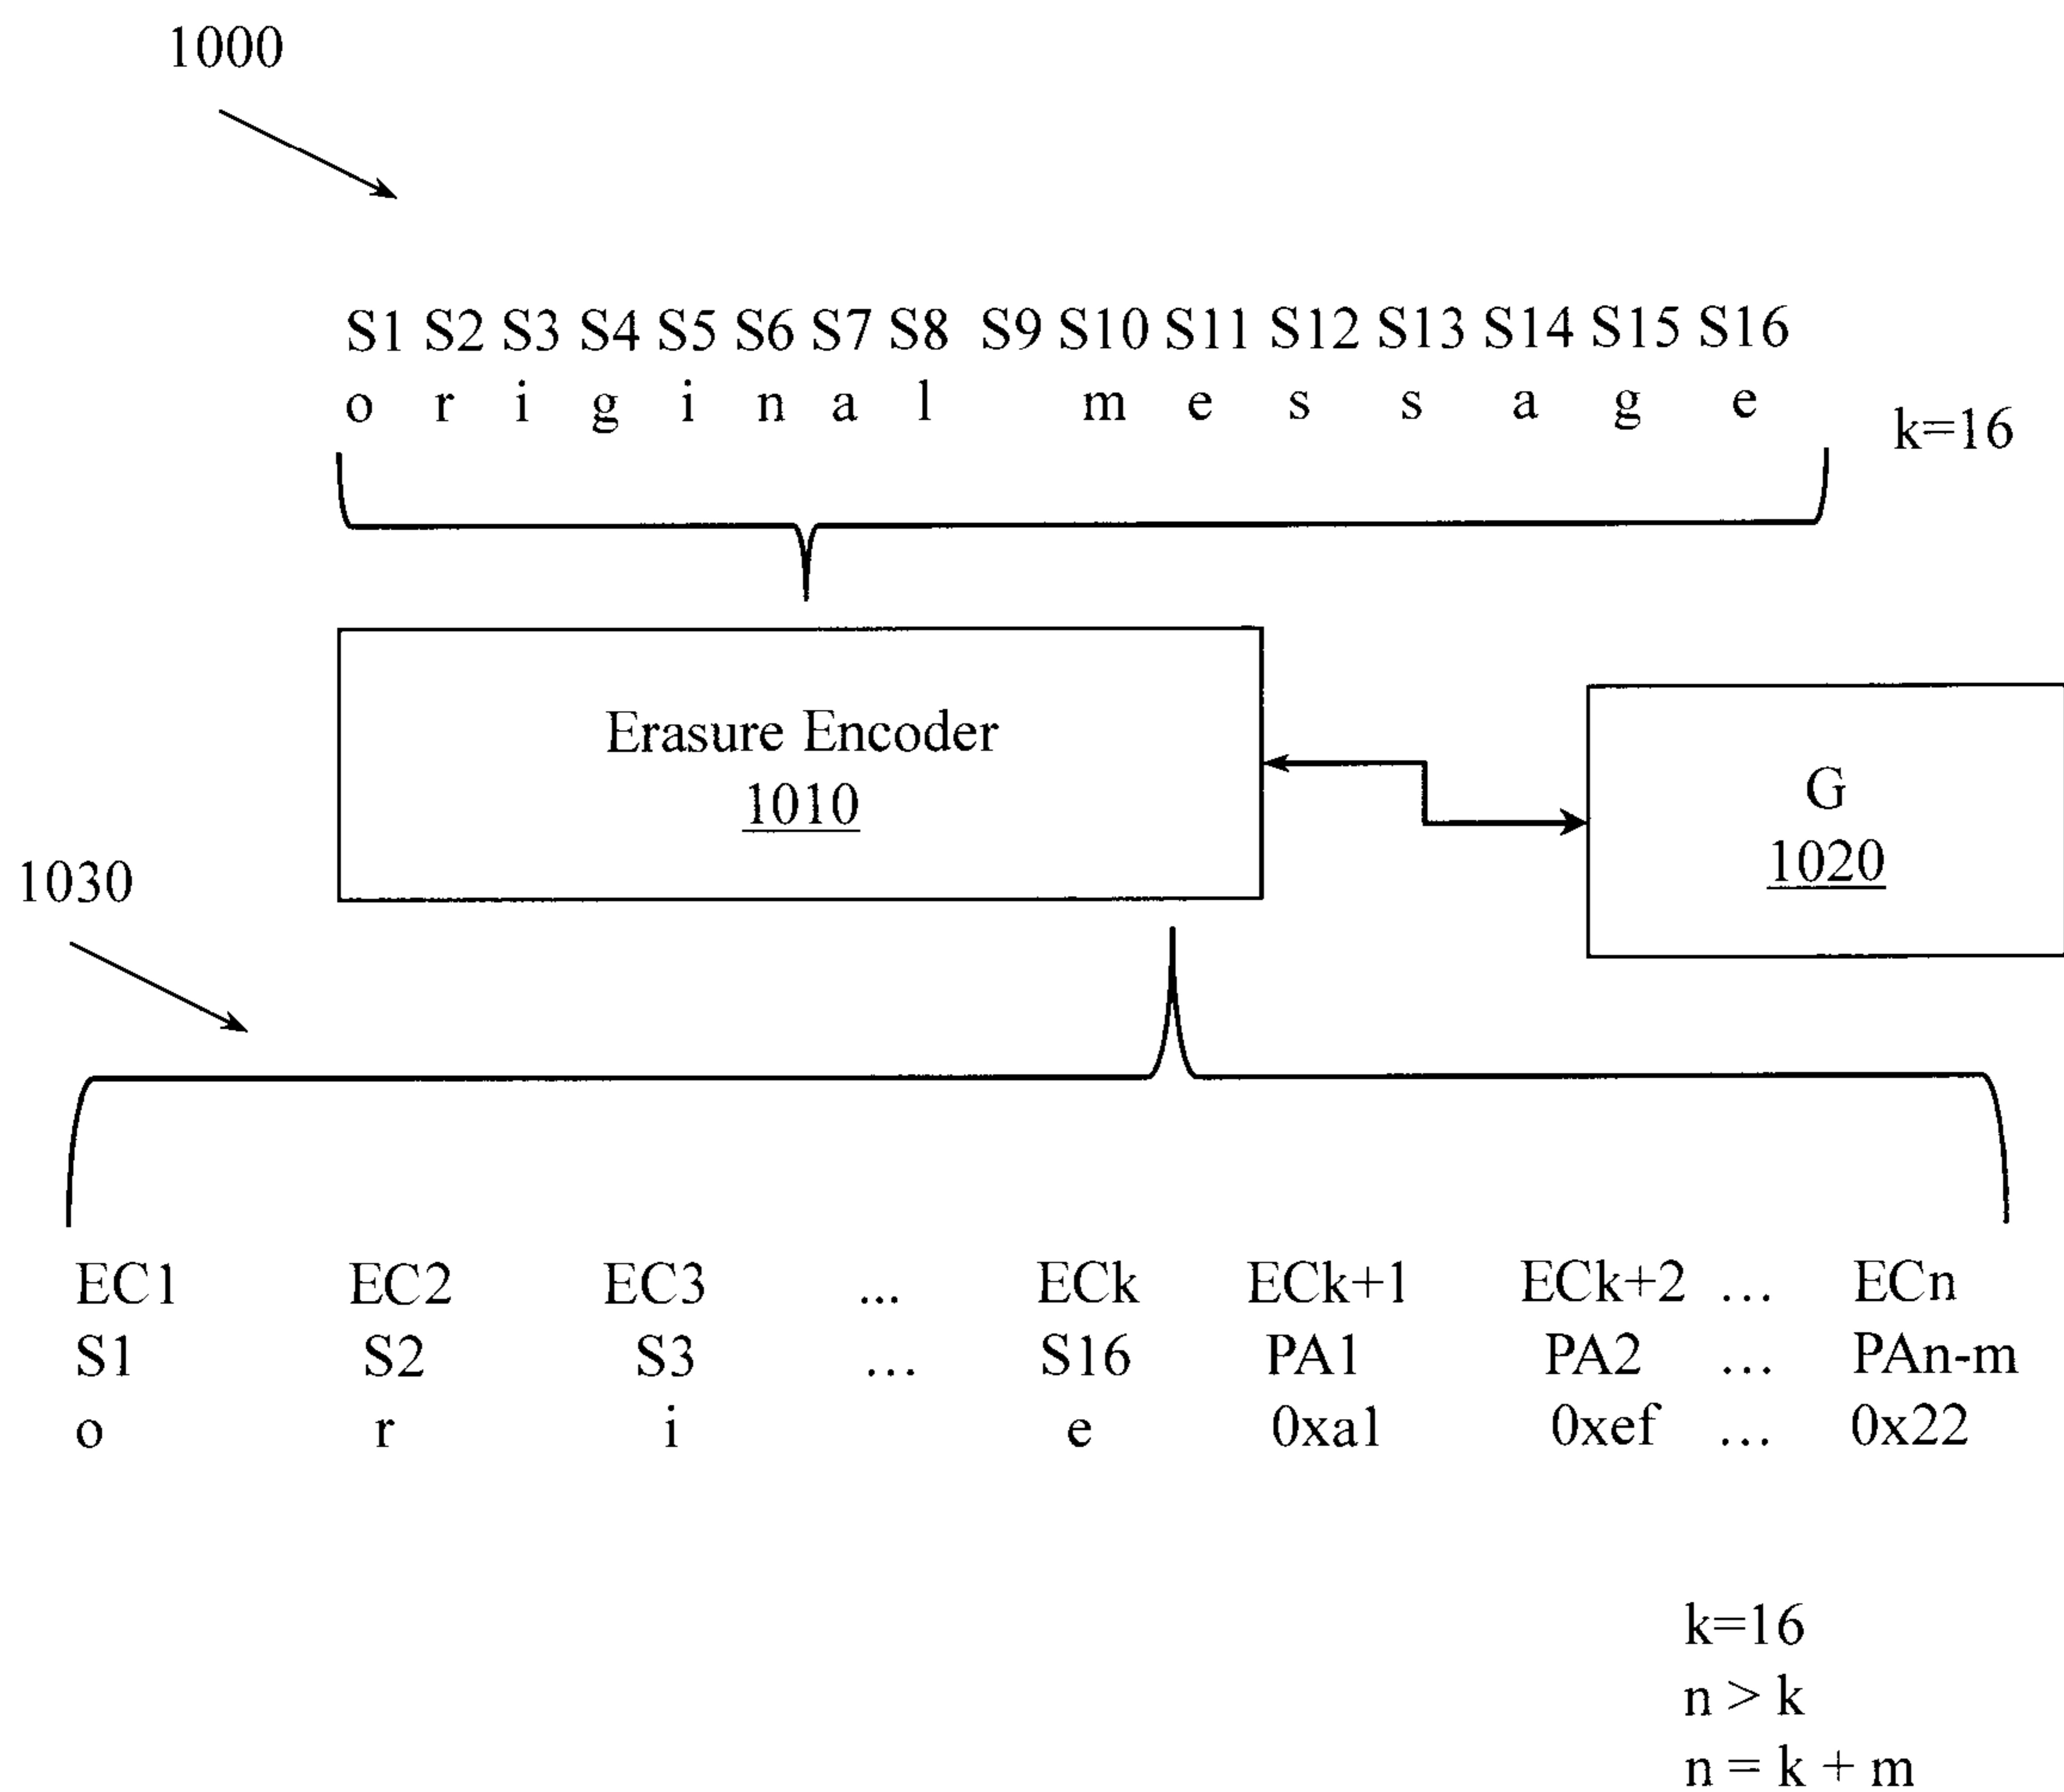 1000
S1 S2 S3 S4 S5 S6 S7 S8 S9 S10 S11 S12 S13 S14 S15 S16
o r i g i n a l m e s s a g e
k=16
Erasure Encoder
1010
G
1020
1030
EC1 EC2 EC3 ... ECk ECk+1 ECk+2 ... ECn
S1 S2 S3 ... S16 PA1 PA2 ... PAn-m
o r i e 0xa1 0xef ... 0x22
k=16
n > k
n = k + m